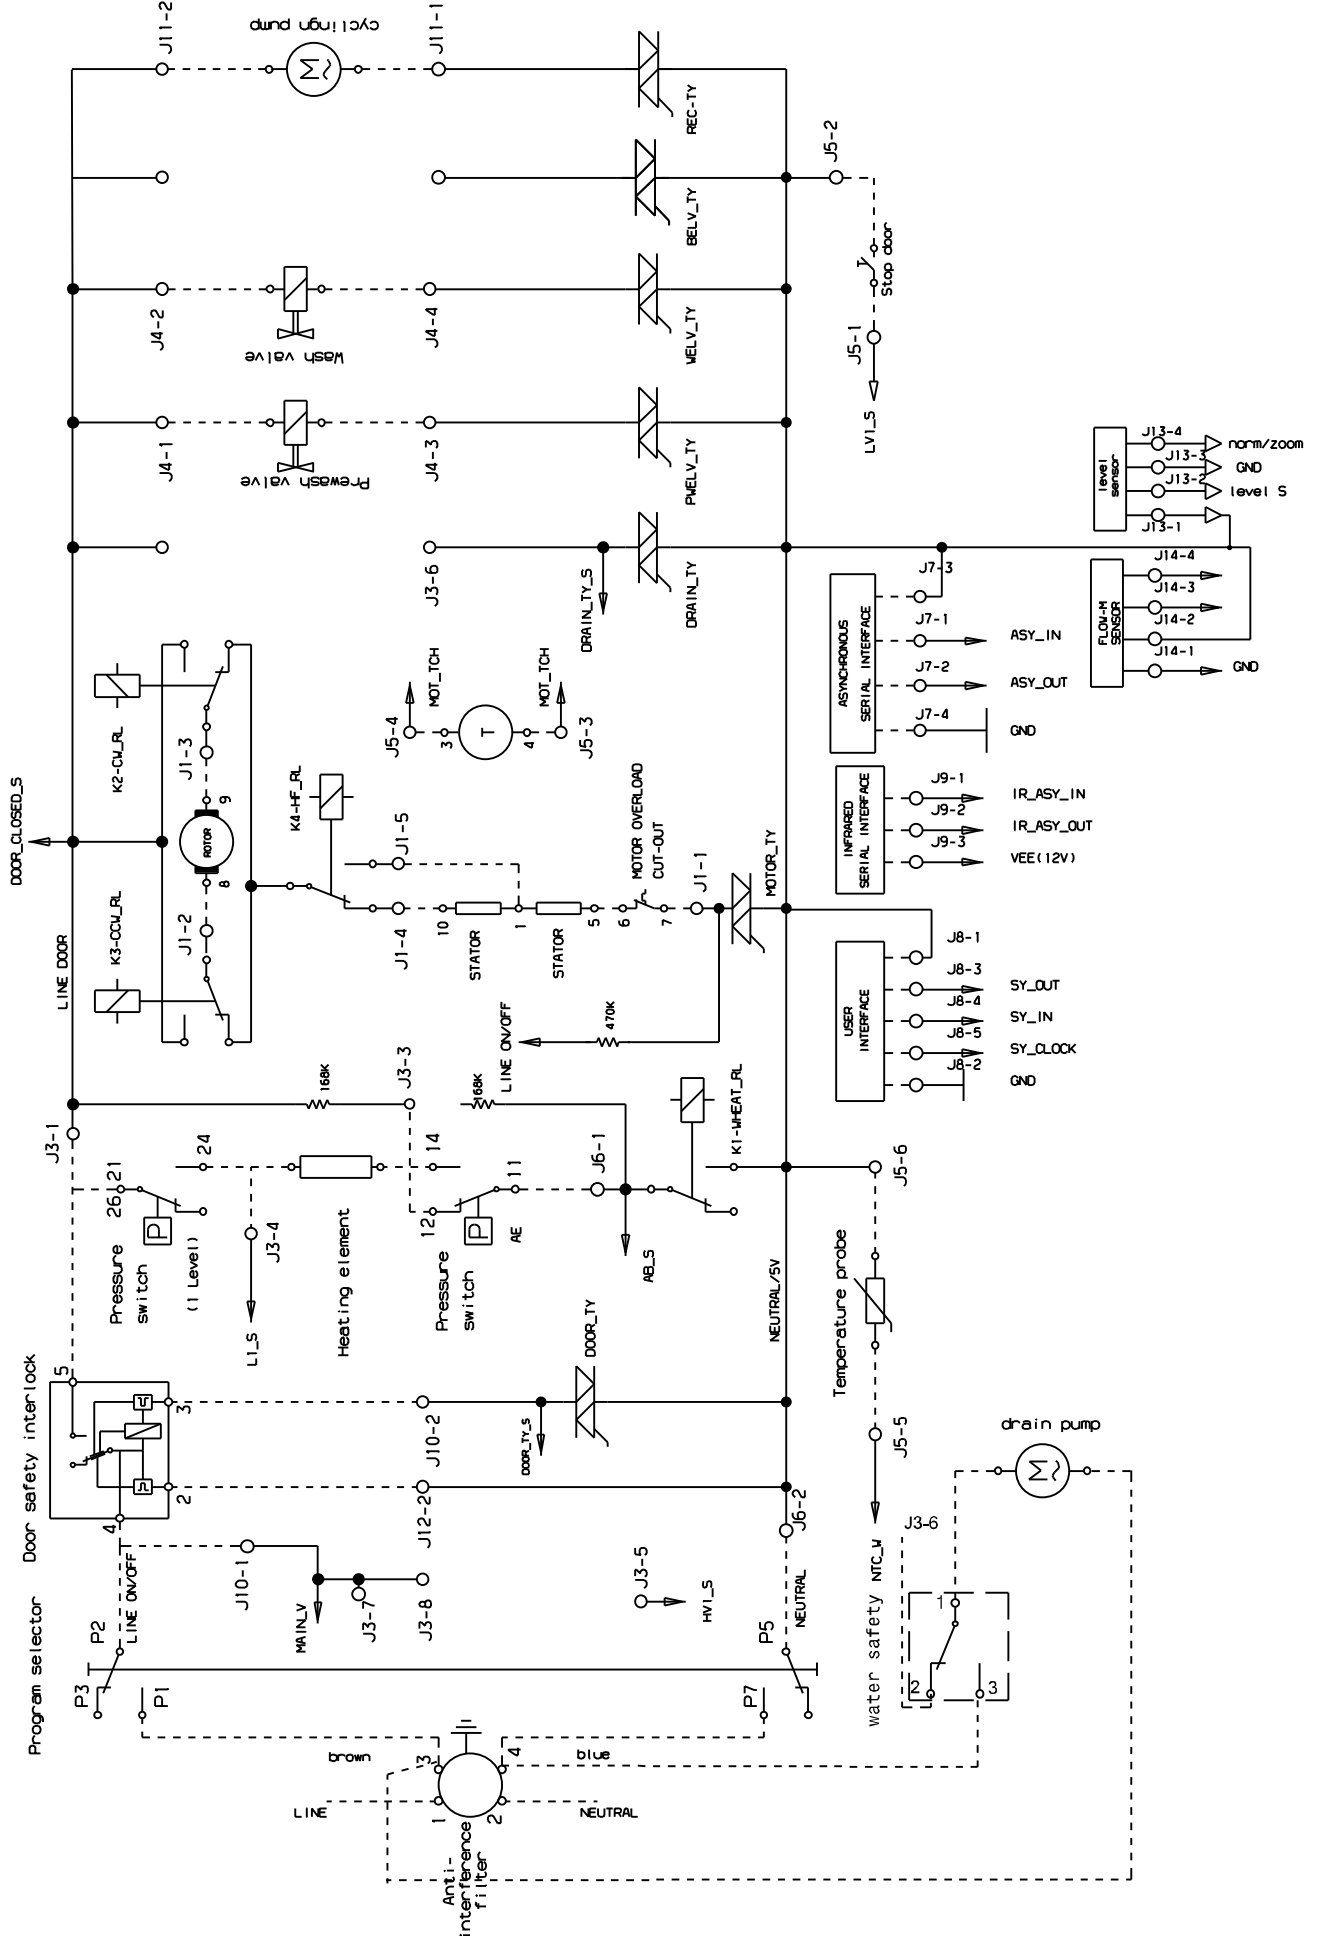 J11-2
cyclingn pump
J11-1
M
REC-TY
BELV_TY
J5-2
Stop door
J5-1
LV1_S
J4-2
Wash valve
J4-4
WELV_TY
J4-1
Prewash valve
J4-3
PWELV_TY
J3-6
DRAIN_TY_S
DRAIN_TY
level
sensor
J13-4
norm/zoom
J13-3
GND
J13-2
level S
J13-1
FLOW-M
SENSOR
J14-4
J14-3
J14-2
J14-1
GND
ASYNCHRONOUS
SERIAL INTERFACE
J7-3
J7-1
ASY_IN
J7-2
ASY_OUT
J7-4
GND
INFRARED
SERIAL INTERFACE
J9-1
IR_ASY_IN
J9-2
IR_ASY_OUT
J9-3
VEE(12V)
USER
INTERFACE
J8-1
J8-3
SY_OUT
J8-4
SY_IN
J8-5
SY_CLOCK
J8-2
GND
DOOR_CLOSED_S
LINE DOOR
K2-CW_RL
J1-3
9
ROTOR
8
J1-2
K3-CCW_RL
K4-HF_RL
J1-5
J1-4
10
STATOR
1
STATOR
5
6
MOTOR OVERLOAD
CUT-OUT
7
J1-1
MOTOR_TY
J5-4
MOT_TCH
3
T
4
MOT_TCH
J5-3
LINE ON/OFF
470K
J3-1
168K
J3-3
168K
26
21
24
P
Pressure
switch
(1 Level)
J3-4
L1_S
Heating element
14
12
11
P
Pressure
switch
AE
J6-1
AB_S
K1-WHEAT_RL
NEUTRAL/5V
J5-6
Temperature probe
J5-5
NTC_W
Door safety interlock
5
3
2
4
J10-2
DOOR_TY_S
DOOR_TY
J12-2
J6-2
J10-1
MAIN_V
J3-7
J3-8
J3-5
HV1_S
Program selector
P2
LINE ON/OFF
P3
P1
P5
NEUTRAL
P7
drain pump
M
J3-6
water safety
1
2
3
brown
blue
LINE
NEUTRAL
3
4
1
2
Anti-
interference
filter